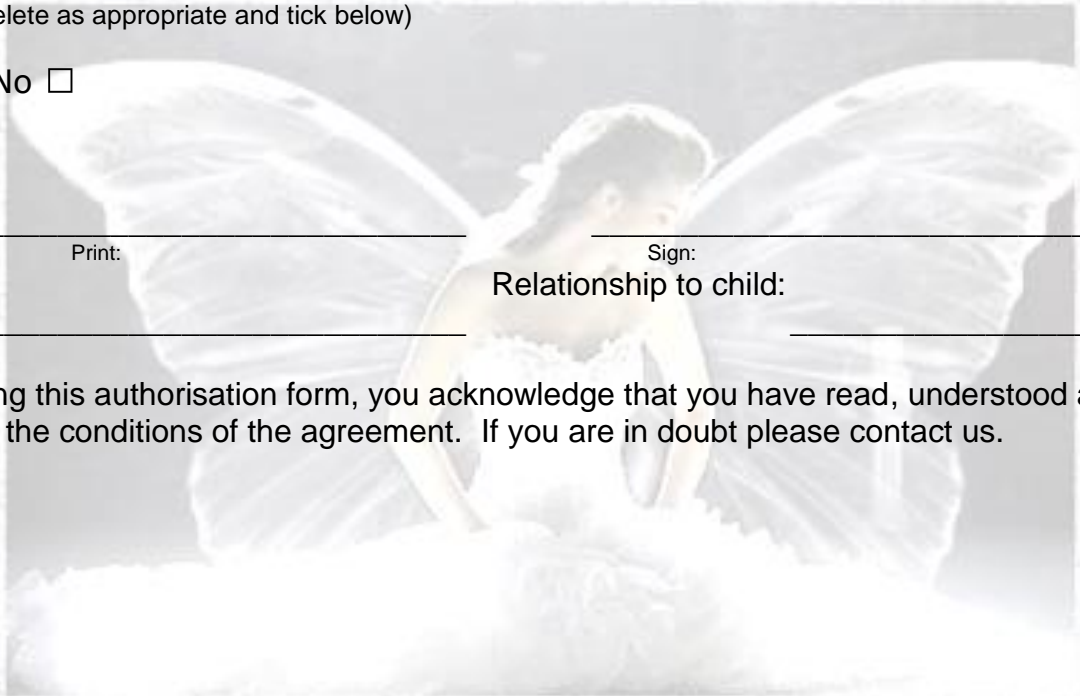 elete as appropriate and tick below)
No ☐
Print: Sign:
Relationship to child:
ng this authorisation form, you acknowledge that you have read, understood a
the conditions of the agreement. If you are in doubt please contact us.